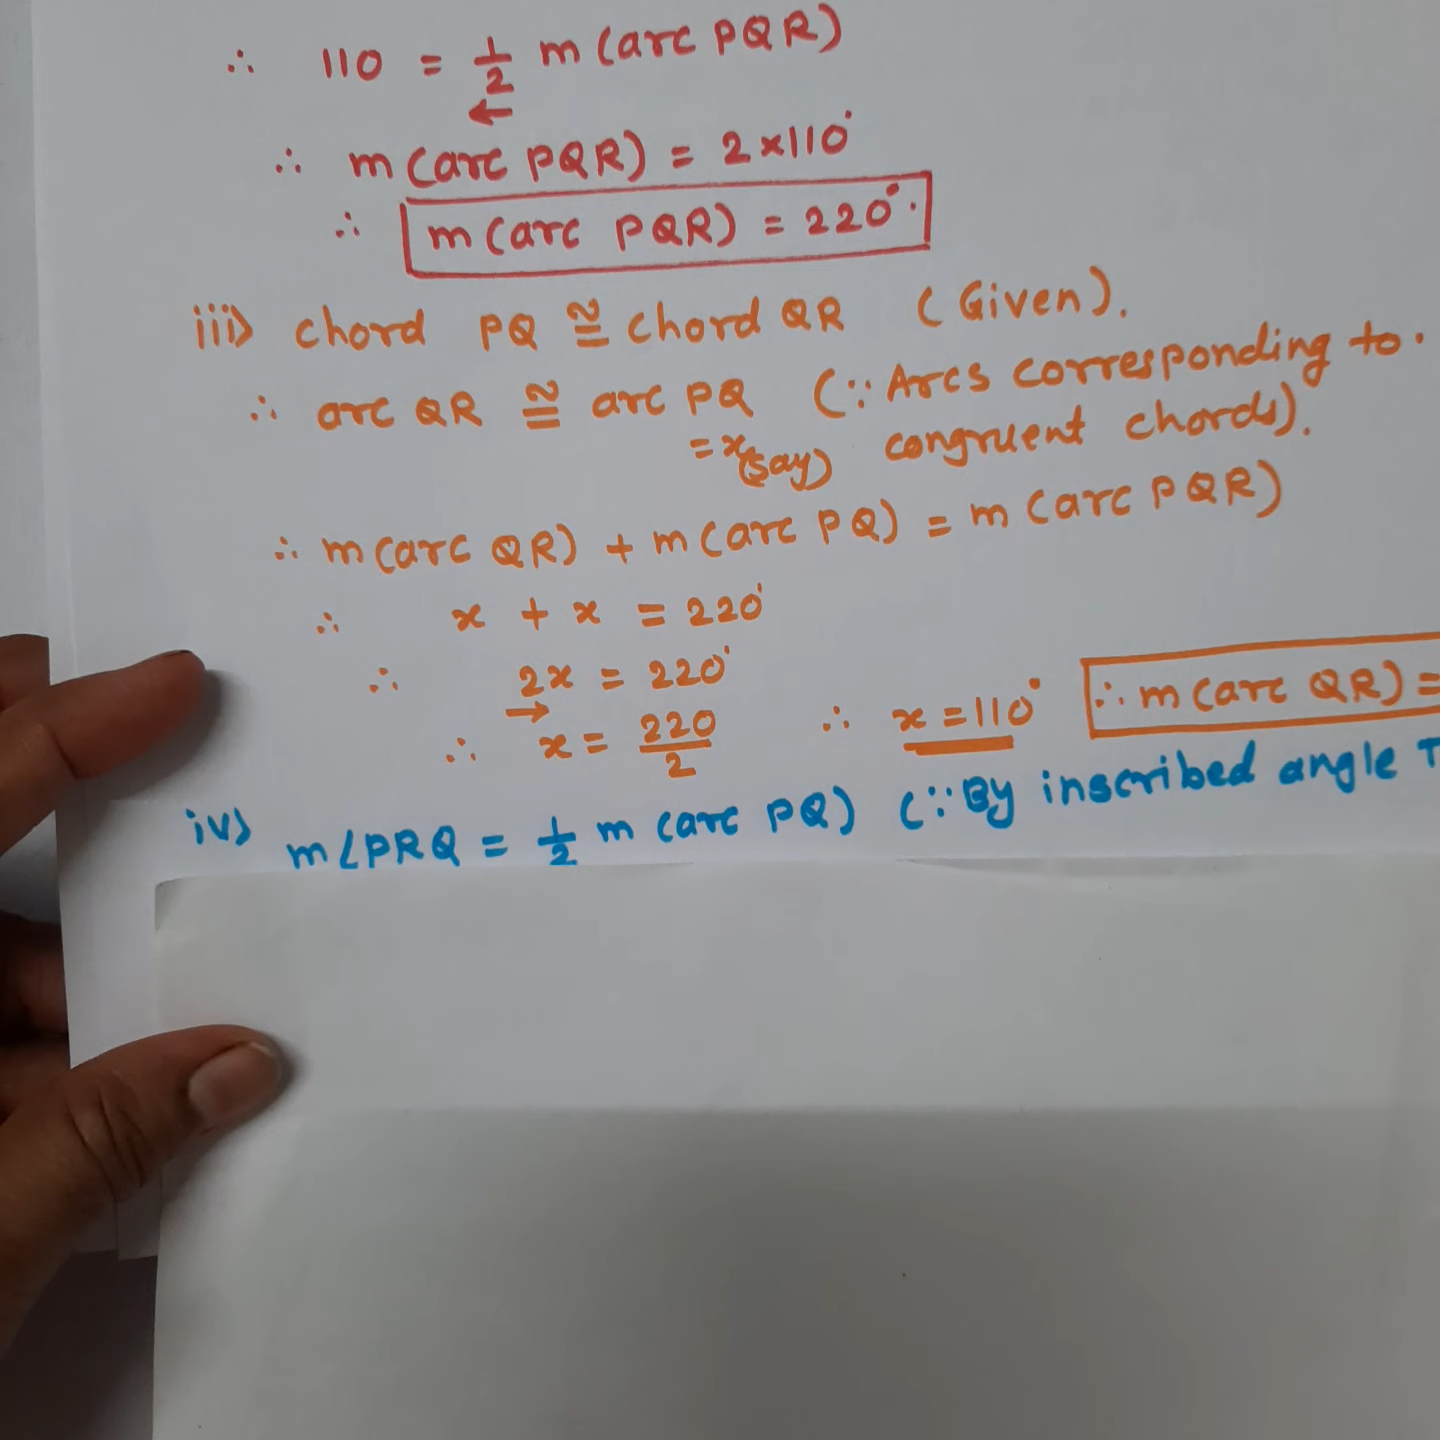 ∴ 110 = 1/2 m (arc PQR)
∴ m (arc PQR) = 2×110°
∴ m (arc PQR) = 220°.
iii) chord PQ ≅ chord QR (Given).
∴ arc QR ≅ arc PQ (∵ Arcs corresponding to.
= x (say) congruent chords).
∴ m (arc QR) + m (arc PQ) = m (arc PQR)
∴ x + x = 220°
∴ 2x = 220°
∴ x = 220/2 ∴ x = 110° ∴ m (arc QR) =
iv) m∠PRQ = 1/2 m (arc PQ) (∵ By inscribed angle T